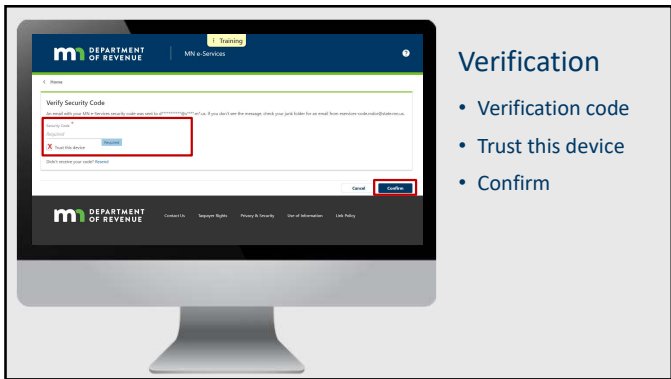 Training
DEPARTMENT OF REVENUE
MN e-Services
Home
Verify Security Code
Security Code *
Required
Required
X Trust this device
Didn't receive your code? Resend
Cancel
Confirm
DEPARTMENT OF REVENUE
Contact Us
Taxpayer Rights
Privacy & Security
Use of Information
Link Policy
Verification
• Verification code
• Trust this device
• Confirm